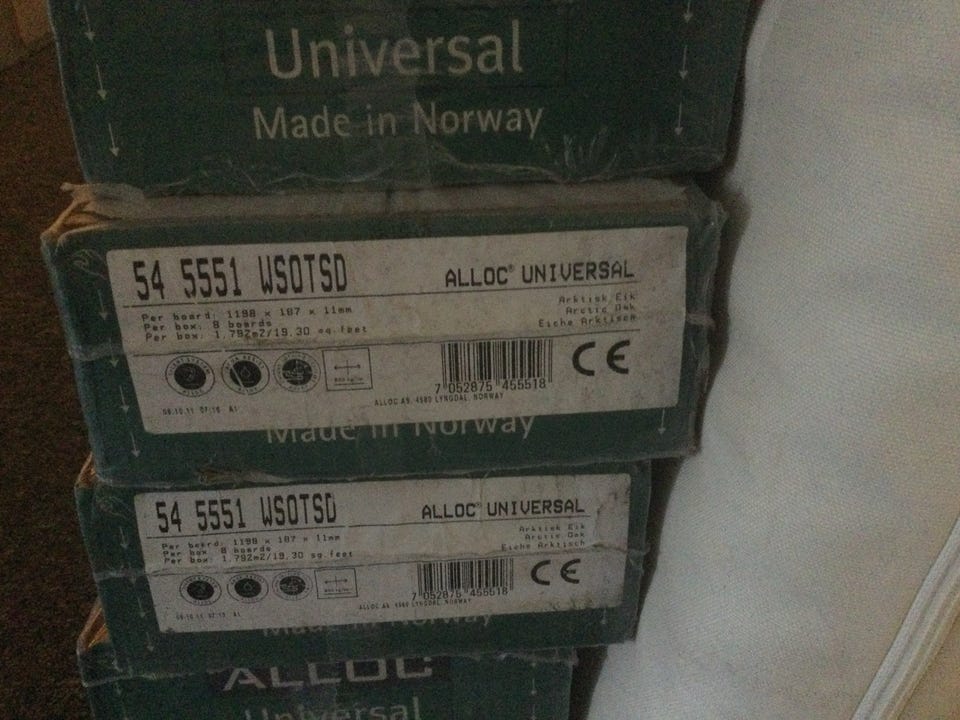 Universal
Made in Norway
54 5551 WSOTSD
ALLOC® UNIVERSAL
Arktisk Eik
Arctic Oak
Eiche Arktisch
Per board: 1198 x 187 x 11mm
Per box: 8 boards
Per box: 1.792m2/19.30 sq.feet
CE
7 052875 455518
ALLOC AS, 4580 LYNGDAL, NORWAY
Made in Norway
54 5551 WSOTSD
ALLOC® UNIVERSAL
Arktisk Eik
Arctic Oak
Eiche Arktisch
Per board: 1198 x 187 x 11mm
Per box: 8 boards
Per box: 1.792m2/19.30 sq.feet
CE
7 052875 455518
ALLOC AS, 4580 LYNGDAL, NORWAY
Made in Norway
ALLOC
Universal